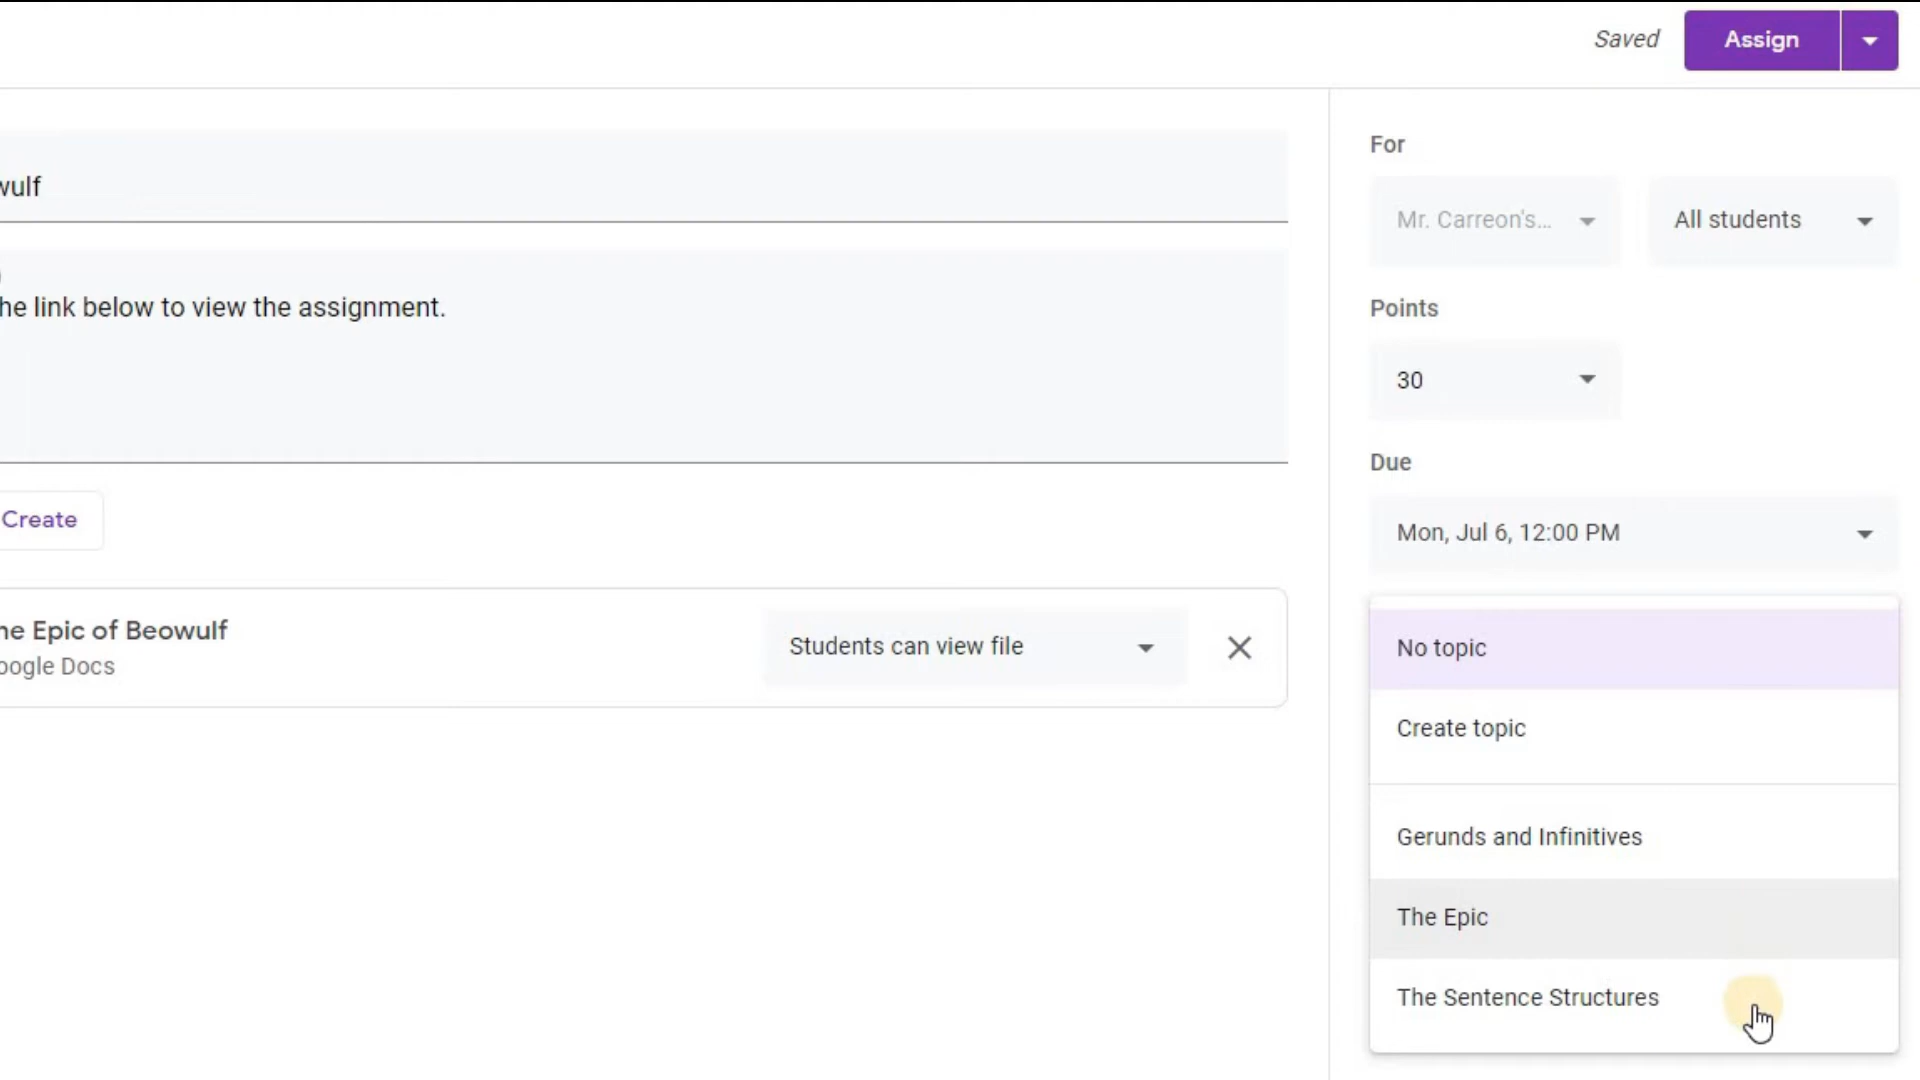 Saved
Assign
wulf
he link below to view the assignment.
Create
he Epic of Beowulf
oogle Docs
Students can view file
For
Mr. Carreon's...
All students
Points
30
Due
Mon, Jul 6, 12:00 PM
No topic
Create topic
Gerunds and Infinitives
The Epic
The Sentence Structures